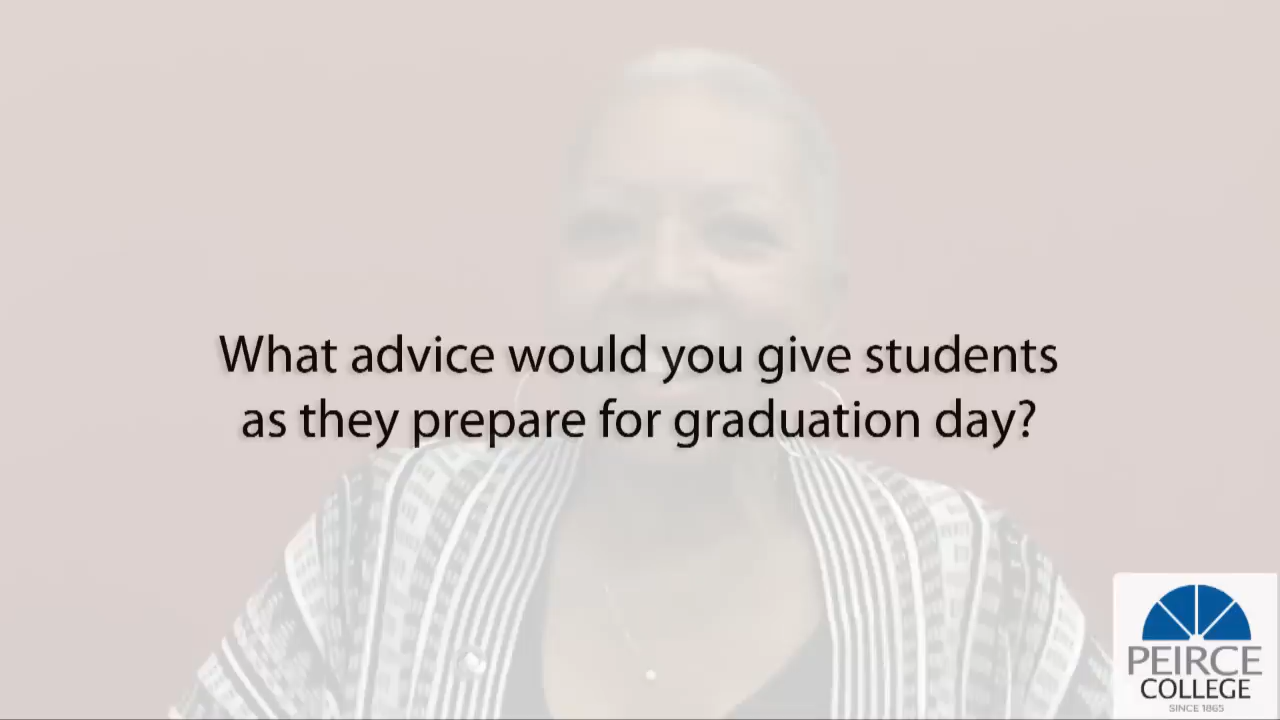 What advice would you give students
as they prepare for graduation day?
PEIRCE
COLLEGE
SINCE 1865